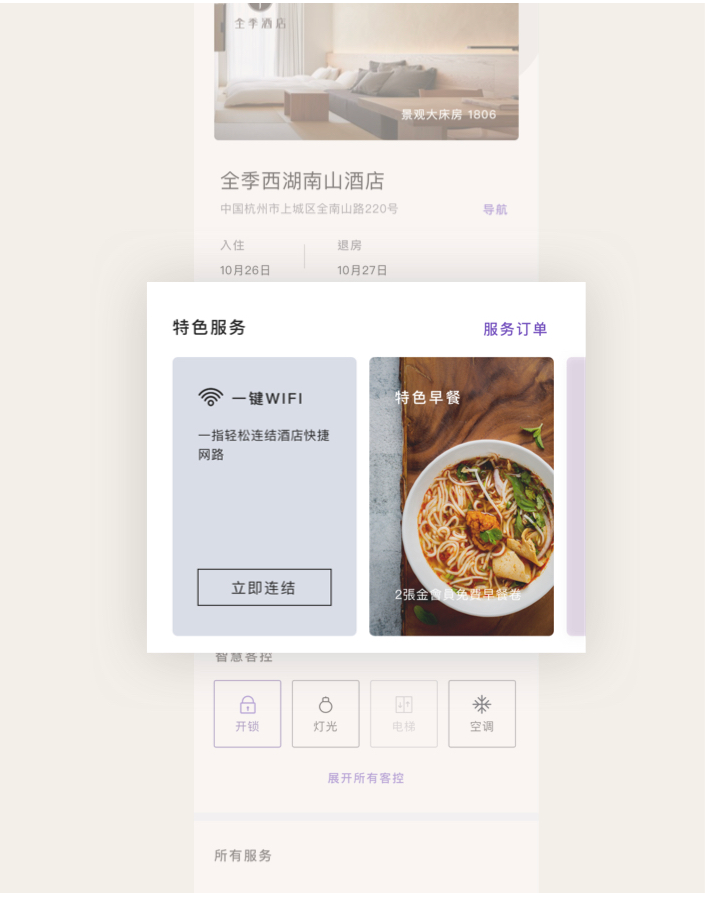 全季酒店
景观大床房 1806
全季西湖南山酒店
中国杭州市上城区全南山路220号
导航
入住
退房
10月26日
10月27日
特色服务
服务订单
一键WIFI
一指轻松连结酒店快捷
网路
立即连结
特色早餐
2張金會員免費早餐卷
智慧客控
开锁
灯光
电梯
空调
展开所有客控
所有服务